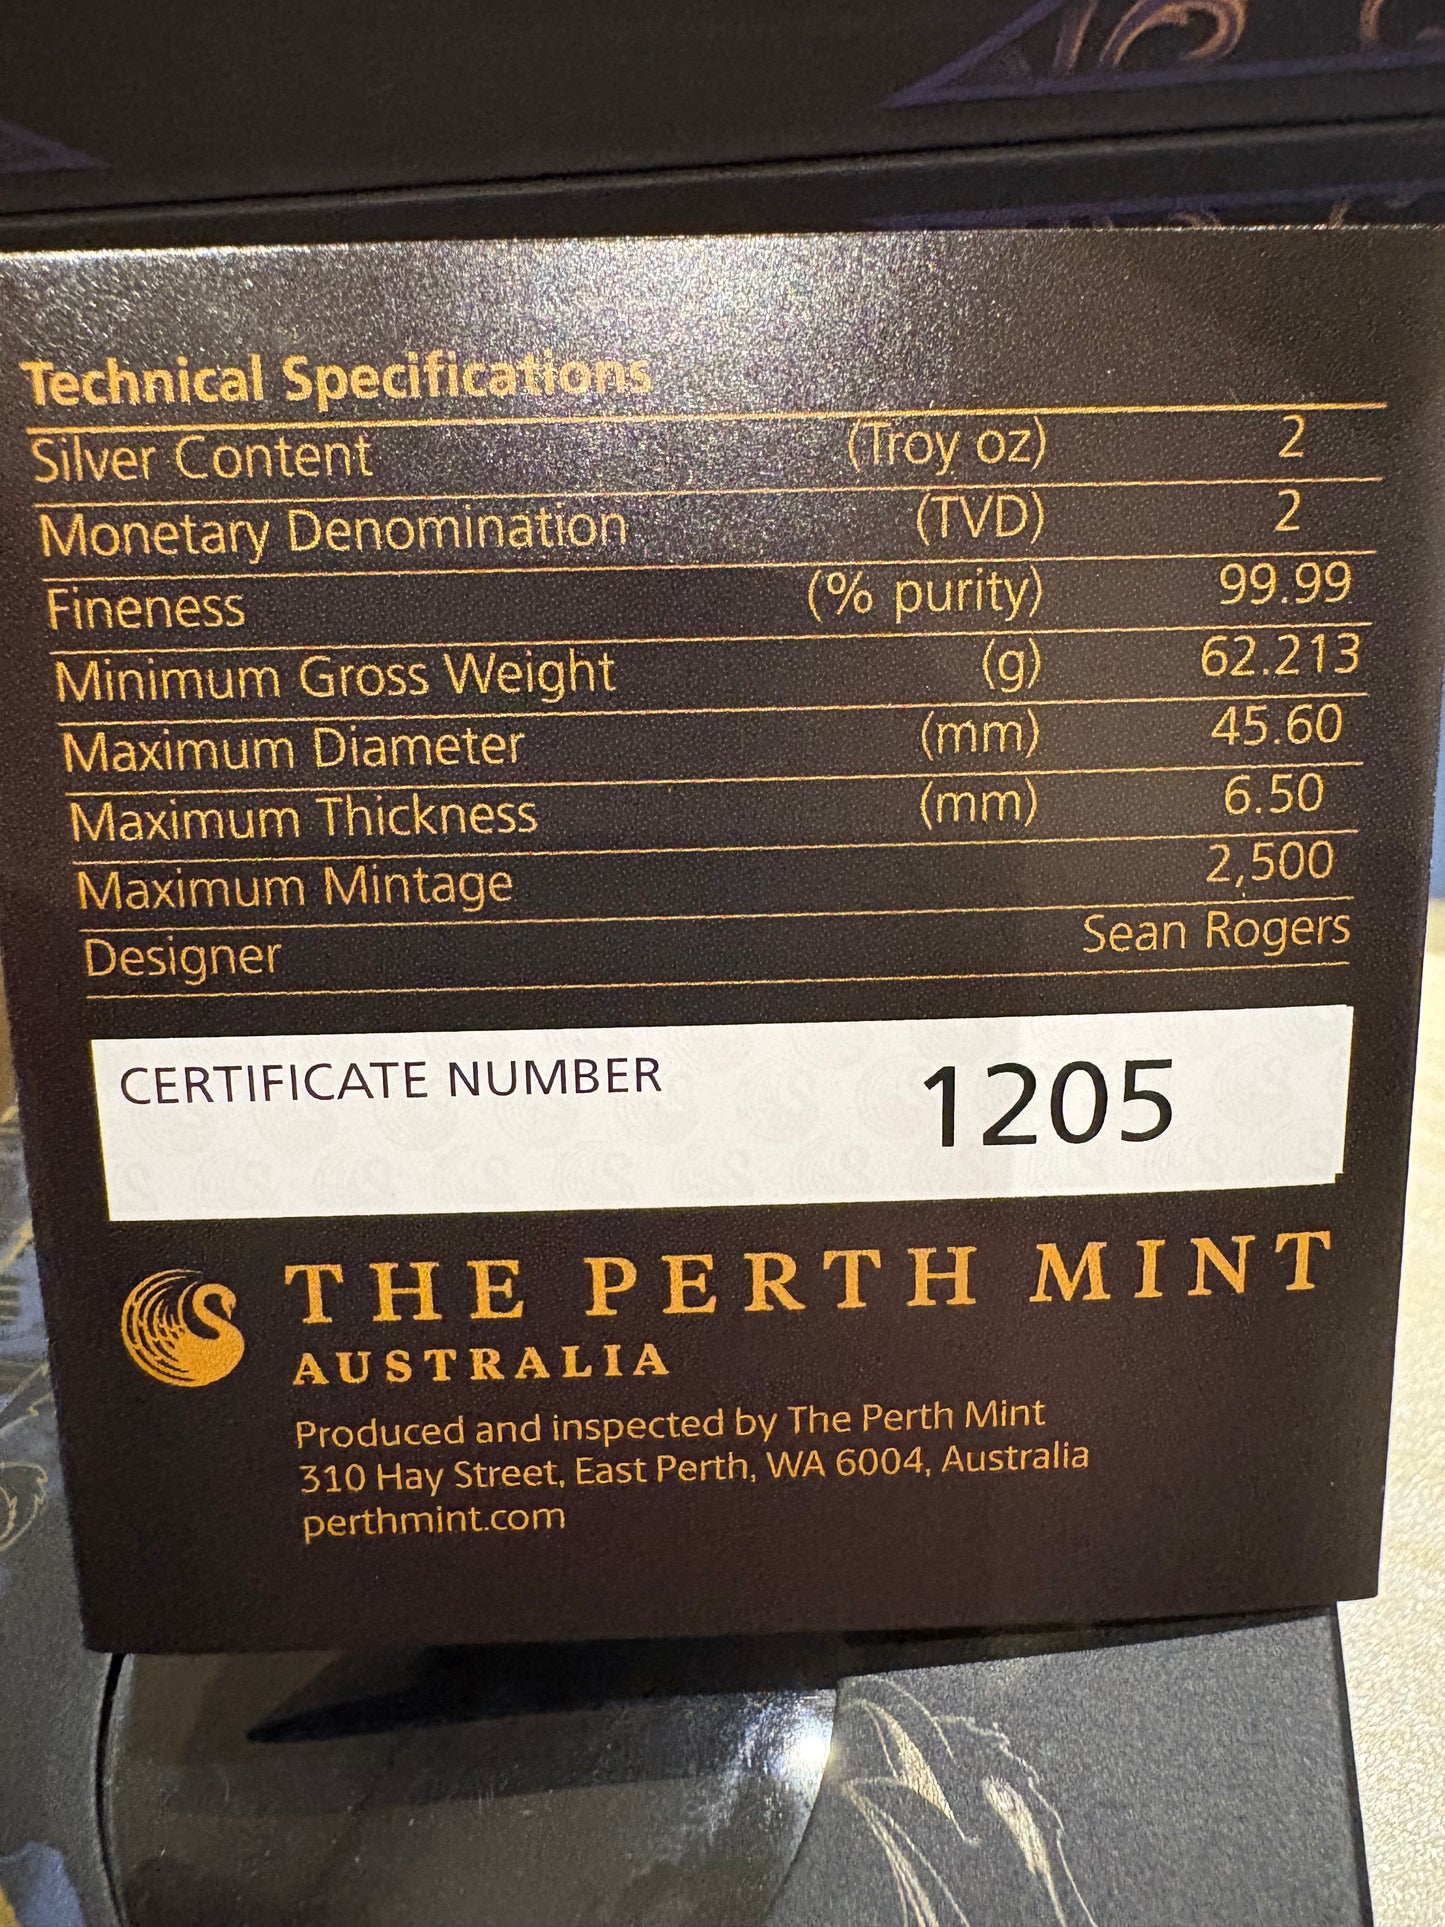 Technical Specifications
Silver Content (Troy oz) 2
Monetary Denomination (TVD) 2
Fineness (% purity) 99.99
Minimum Gross Weight (g) 62.213
Maximum Diameter (mm) 45.60
Maximum Thickness (mm) 6.50
Maximum Mintage 2,500
Designer Sean Rogers
CERTIFICATE NUMBER 1205
THE PERTH MINT
AUSTRALIA
Produced and inspected by The Perth Mint
310 Hay Street, East Perth, WA 6004, Australia
perthmint.com